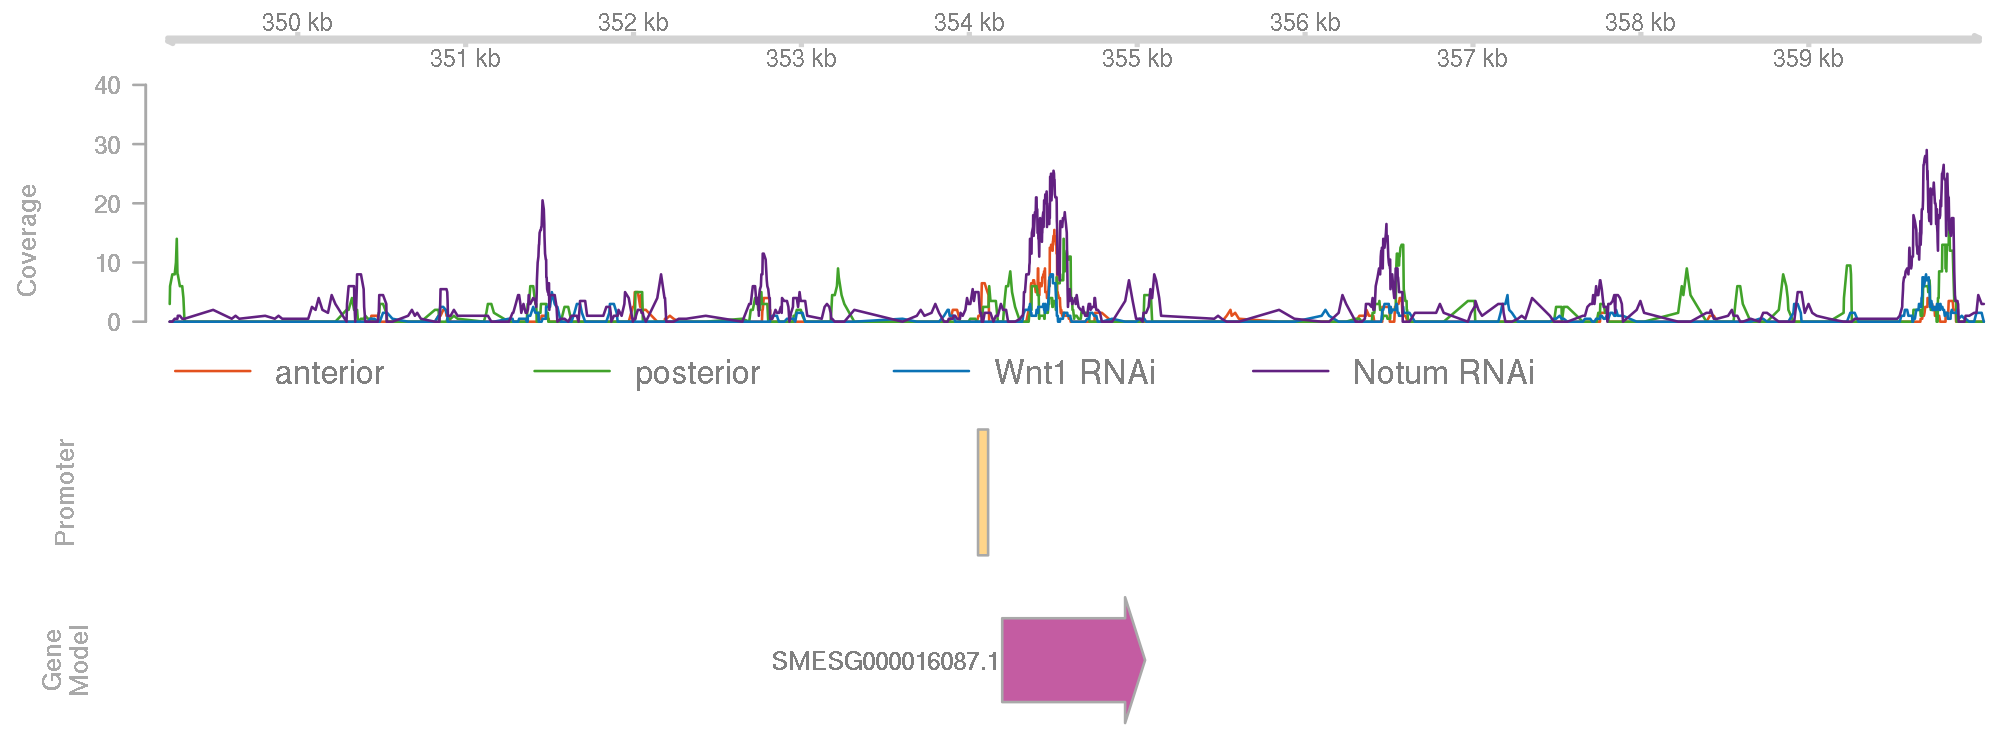 350 kb 352 kb 354 kb 356 kb 358 kb
351 kb 353 kb 355 kb 357 kb 359 kb
40
30
20
10
0
Coverage
anterior posterior Wnt1 RNAi Notum RNAi
Promoter
Gene
Model
SMESG000016087.1